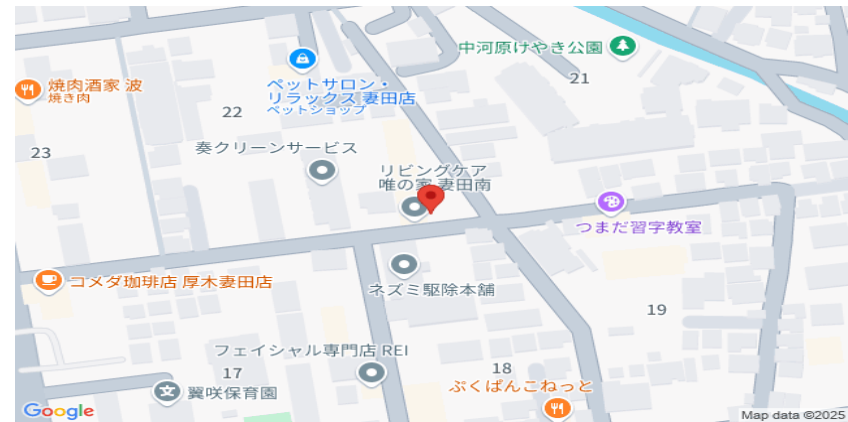 中河原けやき公園
21
焼肉酒家 波
焼き肉
ペットサロン・
リラックス 妻田店
ペットショップ
22
23
奏クリーンサービス
リビングケア
唯の家 妻田南
つまだ習字教室
コメダ珈琲店 厚木妻田店
ネズミ駆除本舗
19
フェイシャル専門店 REI
17
18
翼咲保育園
ぷくぱんこねっと
Google
Map data ©2025